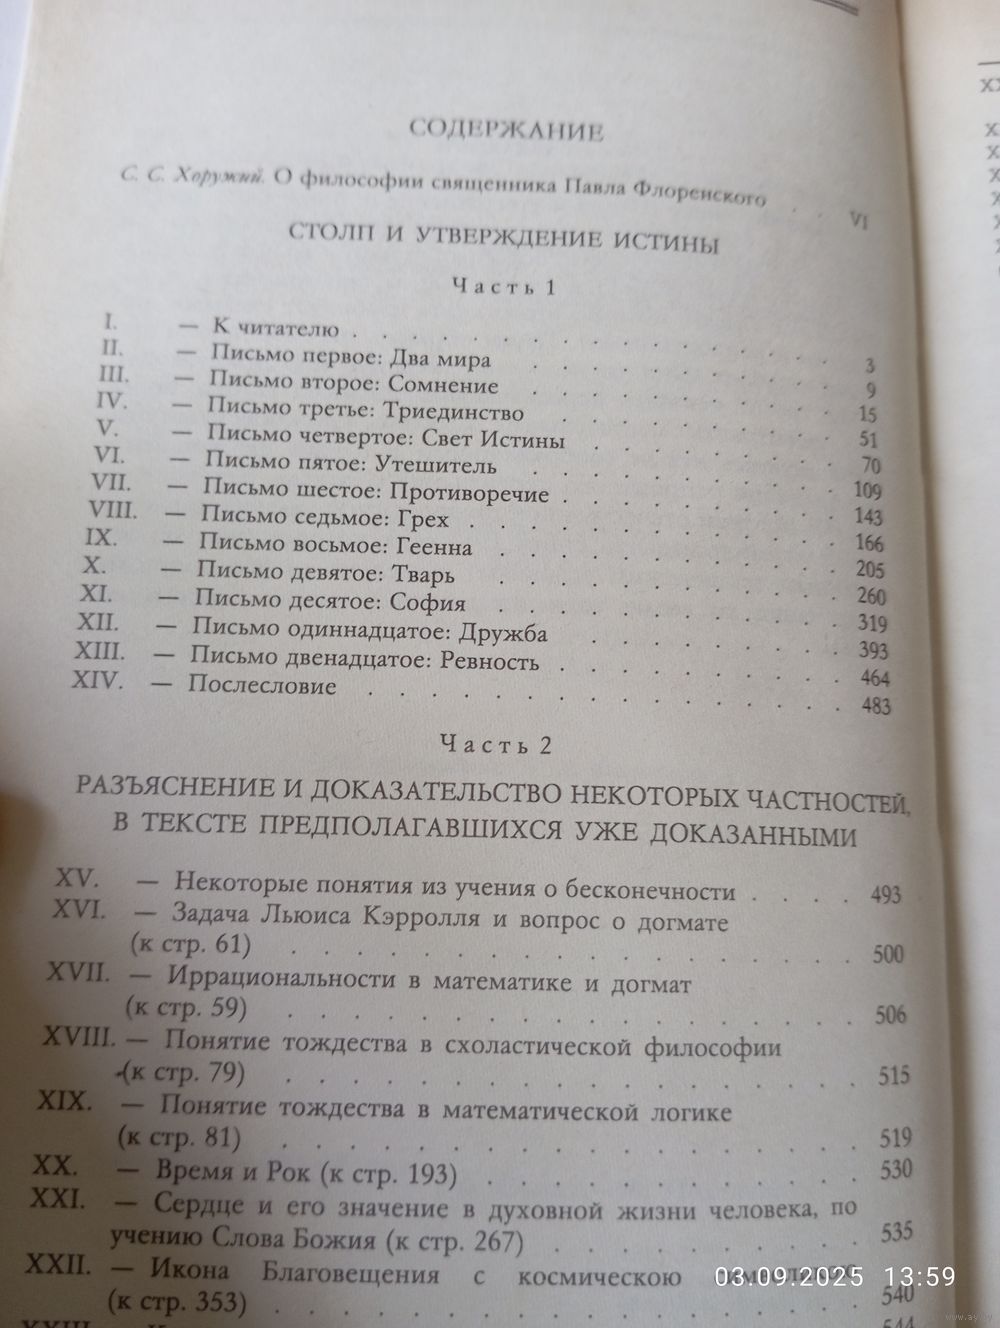 СОДЕРЖАНИЕ
С. С. Хоружий. О философии священника Павла Флоренского . . VI
СТОЛП И УТВЕРЖДЕНИЕ ИСТИНЫ
Часть 1
I. — К читателю . . . . . . . . . . . . . . . 3
II. — Письмо первое: Два мира . . . . . . . . . . 9
III. — Письмо второе: Сомнение . . . . . . . . . . 15
IV. — Письмо третье: Триединство . . . . . . . . . 51
V. — Письмо четвертое: Свет Истины . . . . . . . . 70
VI. — Письмо пятое: Утешитель . . . . . . . . . . 109
VII. — Письмо шестое: Противоречие . . . . . . . . . 143
VIII. — Письмо седьмое: Грех . . . . . . . . . . . 166
IX. — Письмо восьмое: Геенна . . . . . . . . . . 205
X. — Письмо девятое: Тварь . . . . . . . . . . 260
XI. — Письмо десятое: София . . . . . . . . . . 319
XII. — Письмо одиннадцатое: Дружба . . . . . . . . 393
XIII. — Письмо двенадцатое: Ревность . . . . . . . . . 464
XIV. — Послесловие . . . . . . . . . . . . . . 483
Часть 2
РАЗЪЯСНЕНИЕ И ДОКАЗАТЕЛЬСТВО НЕКОТОРЫХ ЧАСТНОСТЕЙ,
В ТЕКСТЕ ПРЕДПОЛАГАВШИХСЯ УЖЕ ДОКАЗАННЫМИ
XV. — Некоторые понятия из учения о бесконечности . . . . 493
XVI. — Задача Льюиса Кэрролля и вопрос о догмате
(к стр. 61) . . . . . . . . . . . . . . . . . 500
XVII. — Иррациональности в математике и догмат
(к стр. 59) . . . . . . . . . . . . . . . . . 506
XVIII. — Понятие тождества в схоластической философии
(к стр. 79) . . . . . . . . . . . . . . . . . 515
XIX. — Понятие тождества в математической логике
(к стр. 81) . . . . . . . . . . . . . . . . . 519
XX. — Время и Рок (к стр. 193) . . . . . . . . . . 530
XXI. — Сердце и его значение в духовной жизни человека, по
учению Слова Божия (к стр. 267) . . . . . . . . . 535
XXII. — Икона Благовещения с космическою
(к стр. 353) . . . . . . . . . . . . . . . . . 540
03.09.2025 13:59
XXIII. 544
www.ay.by